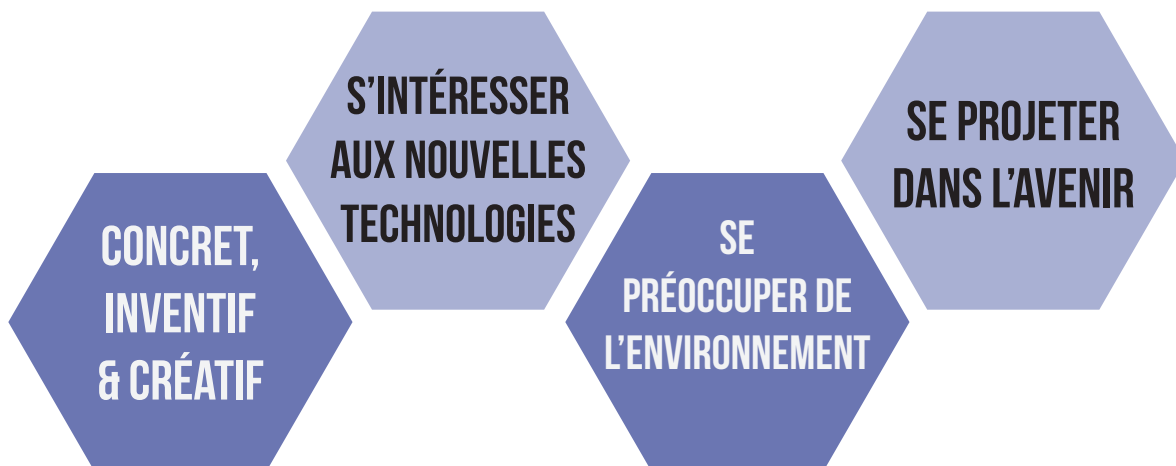 CONCRET,
INVENTIF
& CRÉATIF
S'INTÉRESSER
AUX NOUVELLES
TECHNOLOGIES
SE
PRÉOCCUPER DE
L'ENVIRONNEMENT
SE PROJETER
DANS L'AVENIR